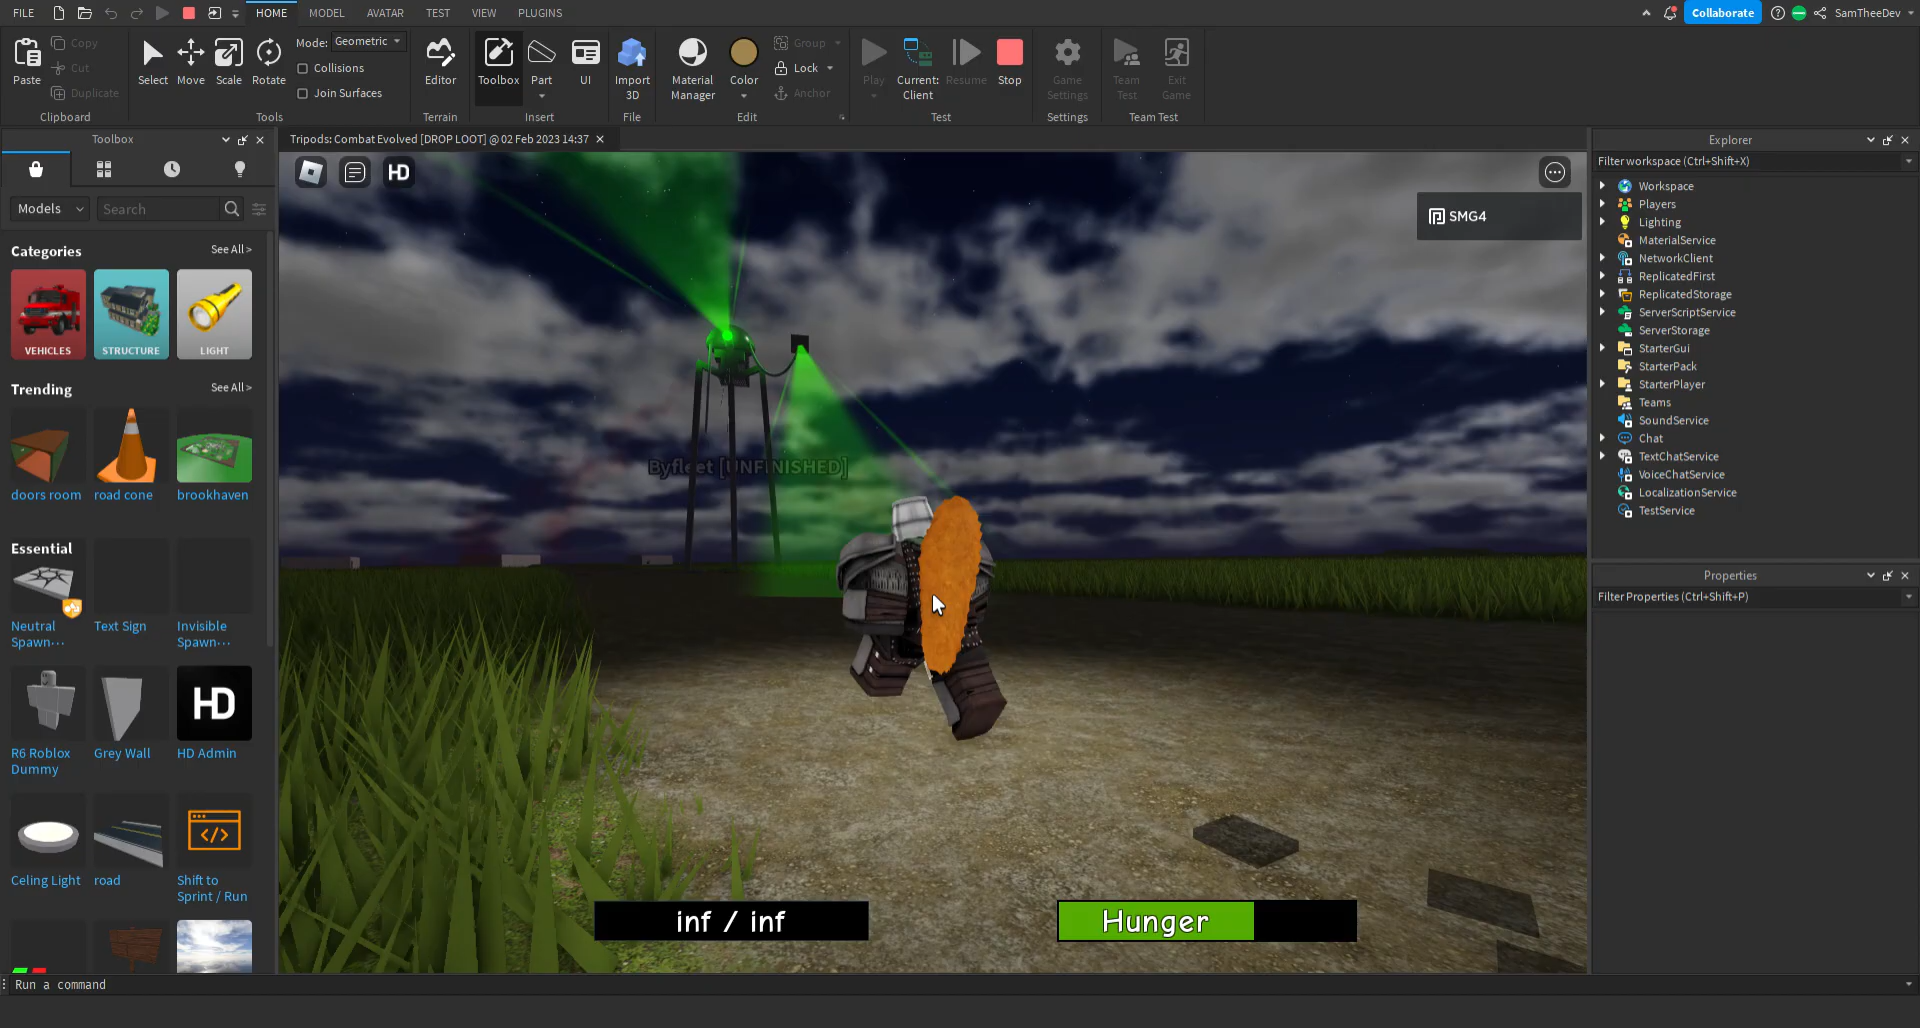 FILE
HOME
MODEL
AVATAR
TEST
VIEW
PLUGINS
Collaborate
SamTheeDev
Paste
Copy
Cut
Duplicate
Clipboard
Select
Move
Scale
Rotate
Mode: Geometric
Collisions
Join Surfaces
Tools
Editor
Terrain
Toolbox
Part
UI
Insert
Import
3D
File
Material
Manager
Color
Group
Lock
Anchor
Edit
Play
Current:
Client
Resume
Stop
Test
Game
Settings
Settings
Team
Test
Exit
Game
Team Test
Toolbox
Models
Search
Categories
See All >
VEHICLES
STRUCTURE
LIGHT
Trending
See All >
doors room
road cone
brookhaven
Essential
Neutral
Spawn...
Text Sign
Invisible
Spawn...
R6 Roblox
Dummy
Grey Wall
HD
HD Admin
Celing Light
road
Shift to
Sprint / Run
Tripods: Combat Evolved [DROP LOOT] @ 02 Feb 2023 14:37
HD
SMG4
Byfleet [UNFINISHED]
inf / inf
Hunger
Explorer
Filter workspace (Ctrl+Shift+X)
Workspace
Players
Lighting
MaterialService
NetworkClient
ReplicatedFirst
ReplicatedStorage
ServerScriptService
ServerStorage
StarterGui
StarterPack
StarterPlayer
Teams
SoundService
Chat
TextChatService
VoiceChatService
LocalizationService
TestService
Properties
Filter Properties (Ctrl+Shift+P)
Run a command